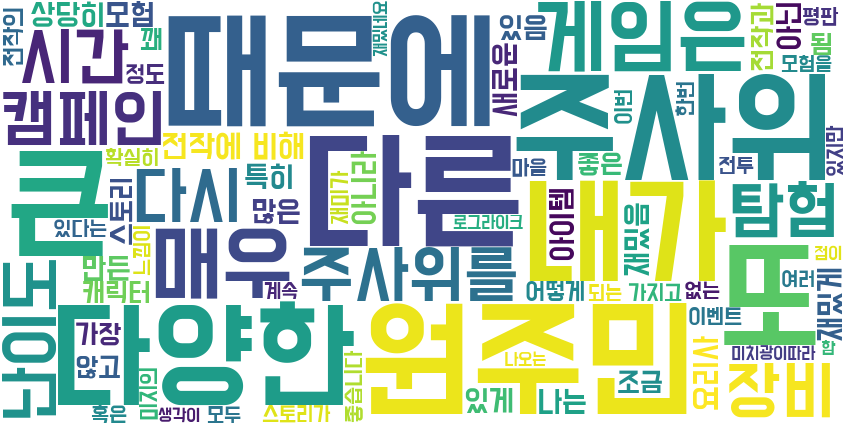 전작의
상당히
모험
꽤
재밌네요
있음
게임은
전작과
아닌
평판
시간
정도
때문에
새로운
이번
한번
됨
모험을
캠페인
주사위
확실히
전작에 비해
다른
마을
좋은
전투
있지만
큰
스토리
다시
특히
재미가
아니라
내가
탐험
있다는
느낌이
많은
로그라이크
아이템
재밌음
또
점이
난이도
만든
캐릭터
매우
계속
주사위를
어떻게
되는
가지고
없는
여러
재밌게
다양한
원주민
이벤트
가장
않고
나오는
미치광이따라
함
요리사
장비
혹은
미지의
생각이
모두
스토리가
좋습니다
있게
나는
조금